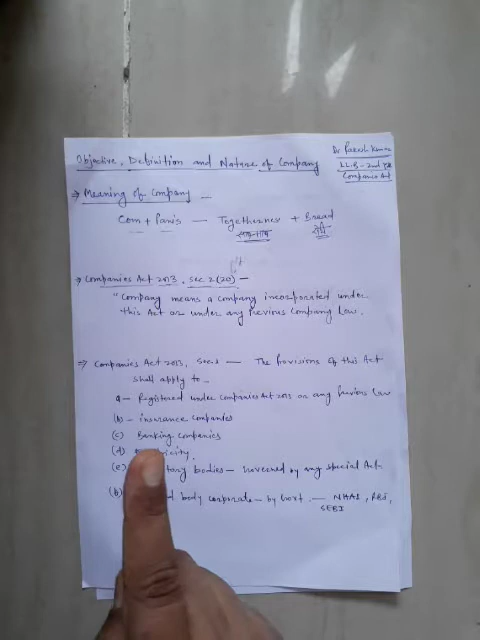 Objective, Definition and Nature of Company
Dr Rakesh Kumar
LL.B - 2nd YR
Companies Act
⇒ Meaning of Company —
Com + Panis — Togetherness + Bread
रोटी
⇒ Companies Act 2013, Sec 2(20) —
"Company means a company incorporated under
this Act or under any Previous Company Law.
⇒ Companies Act 2013, Sec.1 — The Provisions of this Act
shall apply to —
a — Registered under Companies Act 2013 or any Previous Law
(b) — insurance companies
(c) Banking companies
(d)
(e) bodies — Governed by any special Act
body corporate — by Govt. — NHAI, RBI,
SEBI